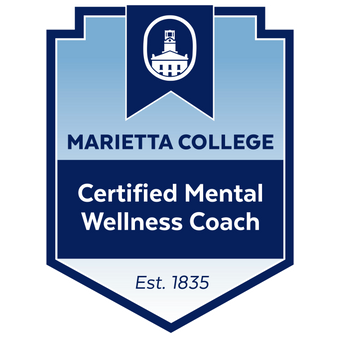 MARIETTA COLLEGE
Certified Mental
Wellness Coach
Est. 1835